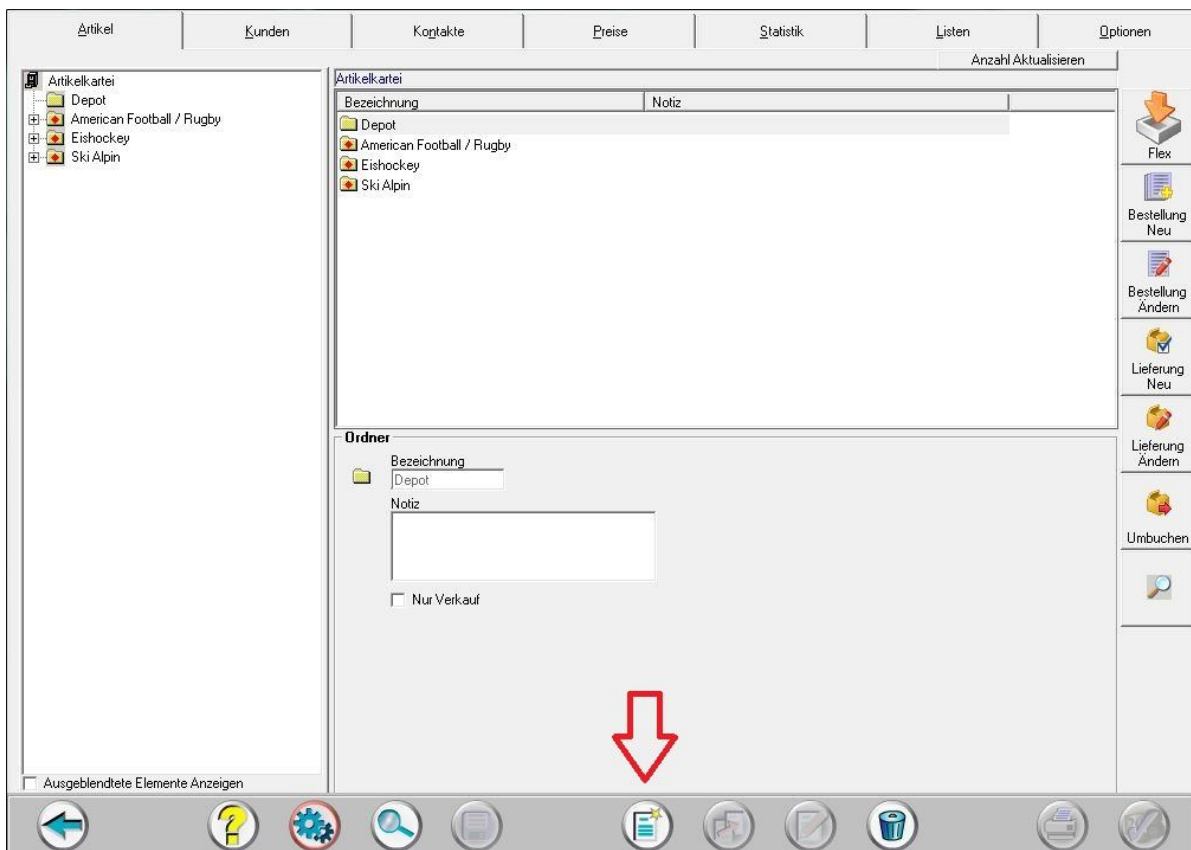 Artikel
Kunden
Kontakte
Preise
Statistik
Listen
Optionen
Anzahl Aktualisieren
Artikelkartei
Depot
American Football / Rugby
Eishockey
Ski Alpin
Artikelkartei
Bezeichnung
Notiz
Depot
American Football / Rugby
Eishockey
Ski Alpin
Ordner
Bezeichnung
Depot
Notiz
Nur Verkauf
Flex
Bestellung
Neu
Bestellung
Ändern
Lieferung
Neu
Lieferung
Ändern
Umbuchen
Ausgeblendtete Elemente Anzeigen